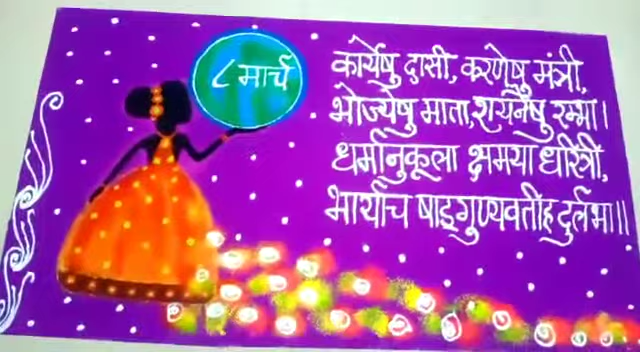 ८ मार्च
कार्येषु दासी, करणेषु मंत्री,
भोज्येषु माता, शयनेषु रम्भा।
धर्मानुकूला क्षमया धरित्री,
भार्याच षाड्गुण्यवतीह दुर्लभा॥